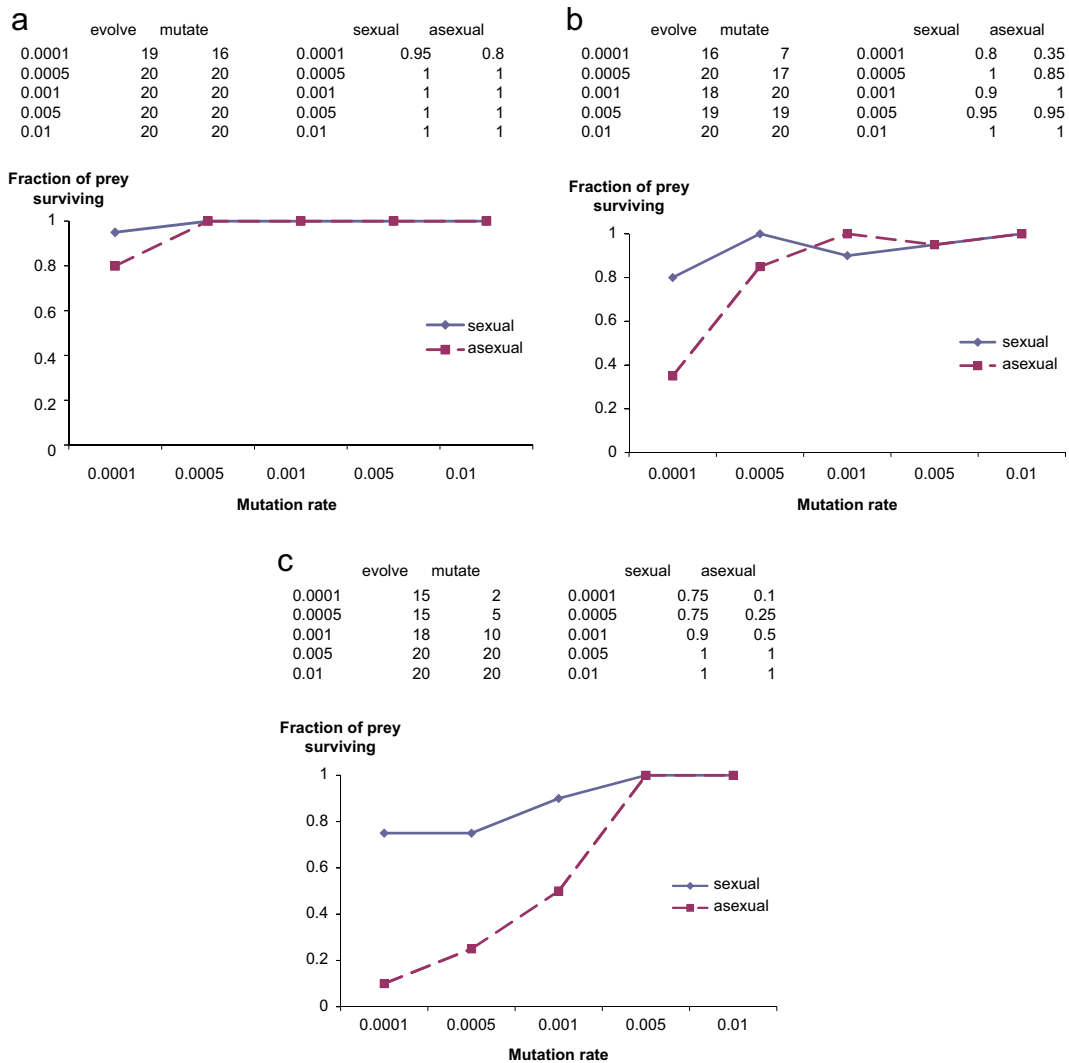 a
evolve mutate sexual asexual
0.0001 19 16 0.0001 0.95 0.8
0.0005 20 20 0.0005 1 1
0.001 20 20 0.001 1 1
0.005 20 20 0.005 1 1
0.01 20 20 0.01 1 1
Fraction of prey
surviving
1
0.8
0.6
0.4
0.2
0
sexual
asexual
0.0001 0.0005 0.001 0.005 0.01
Mutation rate
b
evolve mutate sexual asexual
0.0001 16 7 0.0001 0.8 0.35
0.0005 20 17 0.0005 1 0.85
0.001 18 20 0.001 0.9 1
0.005 19 19 0.005 0.95 0.95
0.01 20 20 0.01 1 1
Fraction of prey
surviving
1
0.8
0.6
0.4
0.2
0
sexual
asexual
0.0001 0.0005 0.001 0.005 0.01
Mutation rate
c
evolve mutate sexual asexual
0.0001 15 2 0.0001 0.75 0.1
0.0005 15 5 0.0005 0.75 0.25
0.001 18 10 0.001 0.9 0.5
0.005 20 20 0.005 1 1
0.01 20 20 0.01 1 1
Fraction of prey
surviving
1
0.8
0.6
0.4
0.2
0
sexual
asexual
0.0001 0.0005 0.001 0.005 0.01
Mutation rate